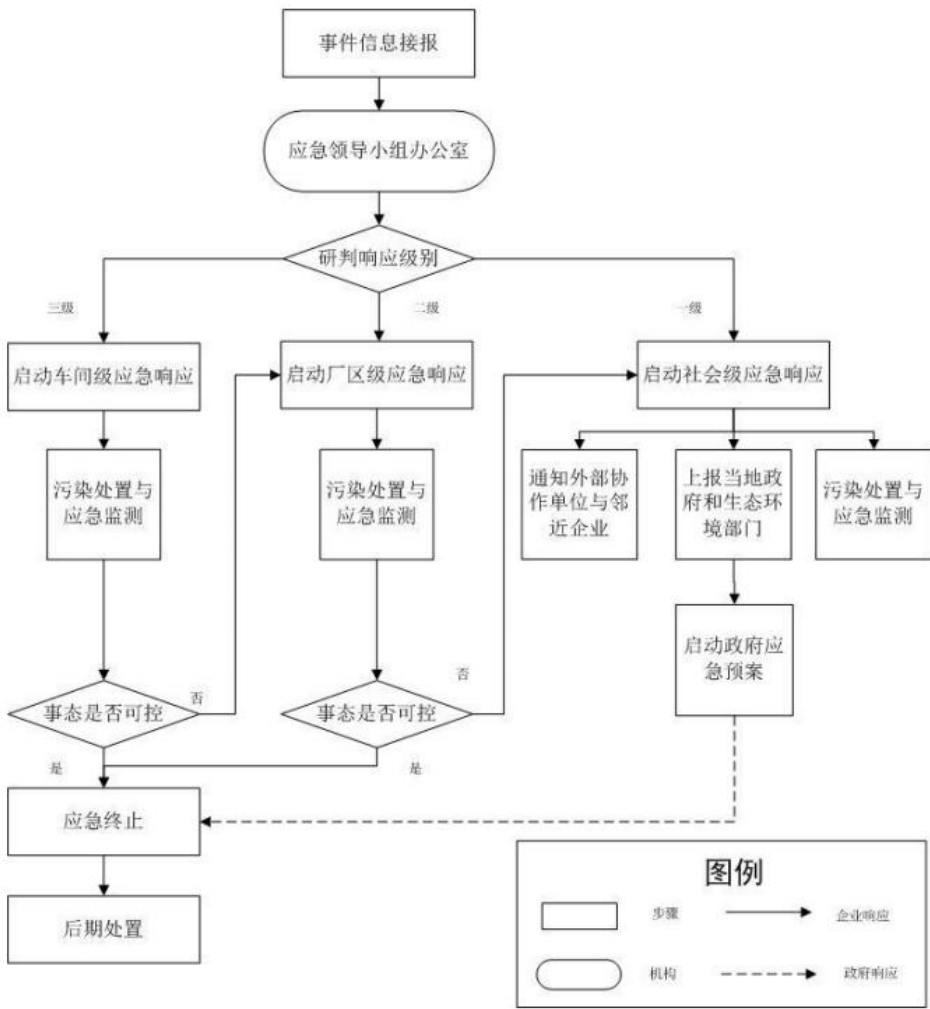 事件信息接报
应急领导小组办公室
研判响应级别
三级
二级
一级
启动车间级应急响应
启动厂区级应急响应
启动社会级应急响应
污染处置与
应急监测
污染处置与
应急监测
通知外部协
作单位与邻
近企业
上报当地政
府和生态环
境部门
污染处置与
应急监测
启动政府应
急预案
事态是否可控
否
事态是否可控
否
是
是
应急终止
后期处置
图例
步骤
企业响应
机构
政府响应